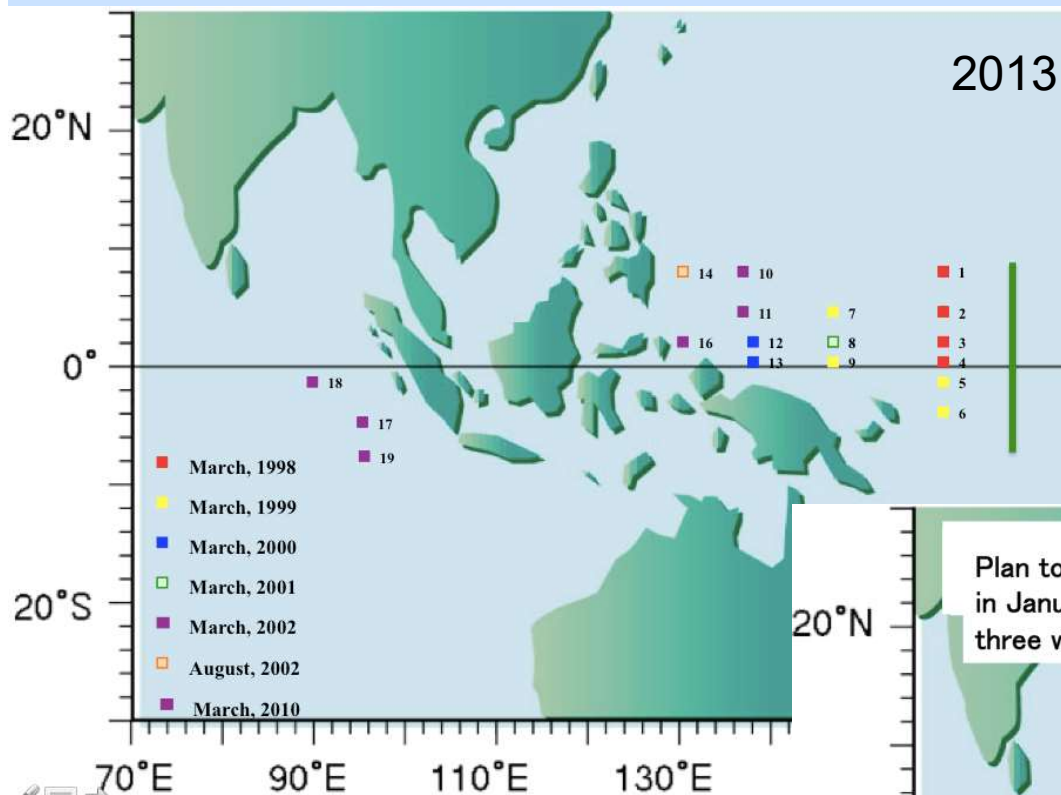 2013
20°N
0°
20°S
14
10
1
11
7
2
16
12
8
3
13
9
4
5
6
18
17
19
March, 1998
March, 1999
March, 2000
March, 2001
March, 2002
August, 2002
March, 2010
70°E 90°E 110°E 130°E
Plan to
in Janu
three w
20°N